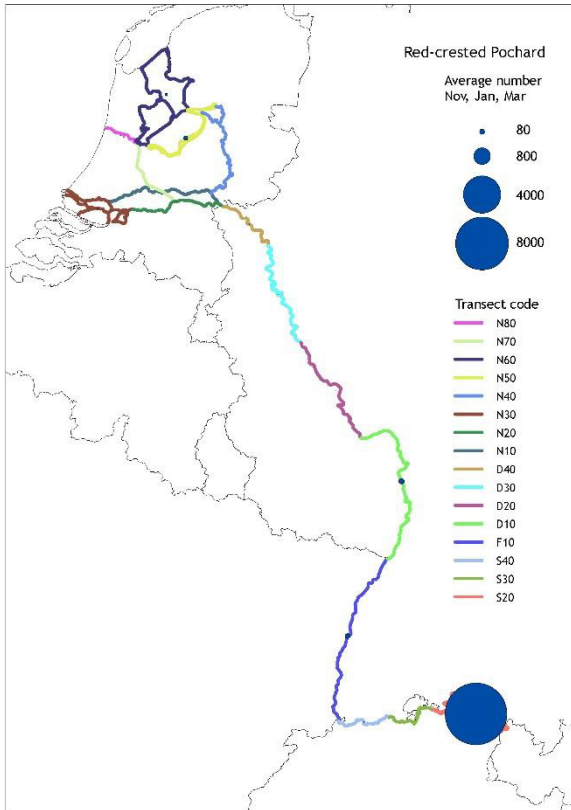 Red-crested Pochard
Average number
Nov, Jan, Mar
80
800
4000
8000
Transect code
N80
N70
N60
N50
N40
N30
N20
N10
D40
D30
D20
D10
F10
S40
S30
S20